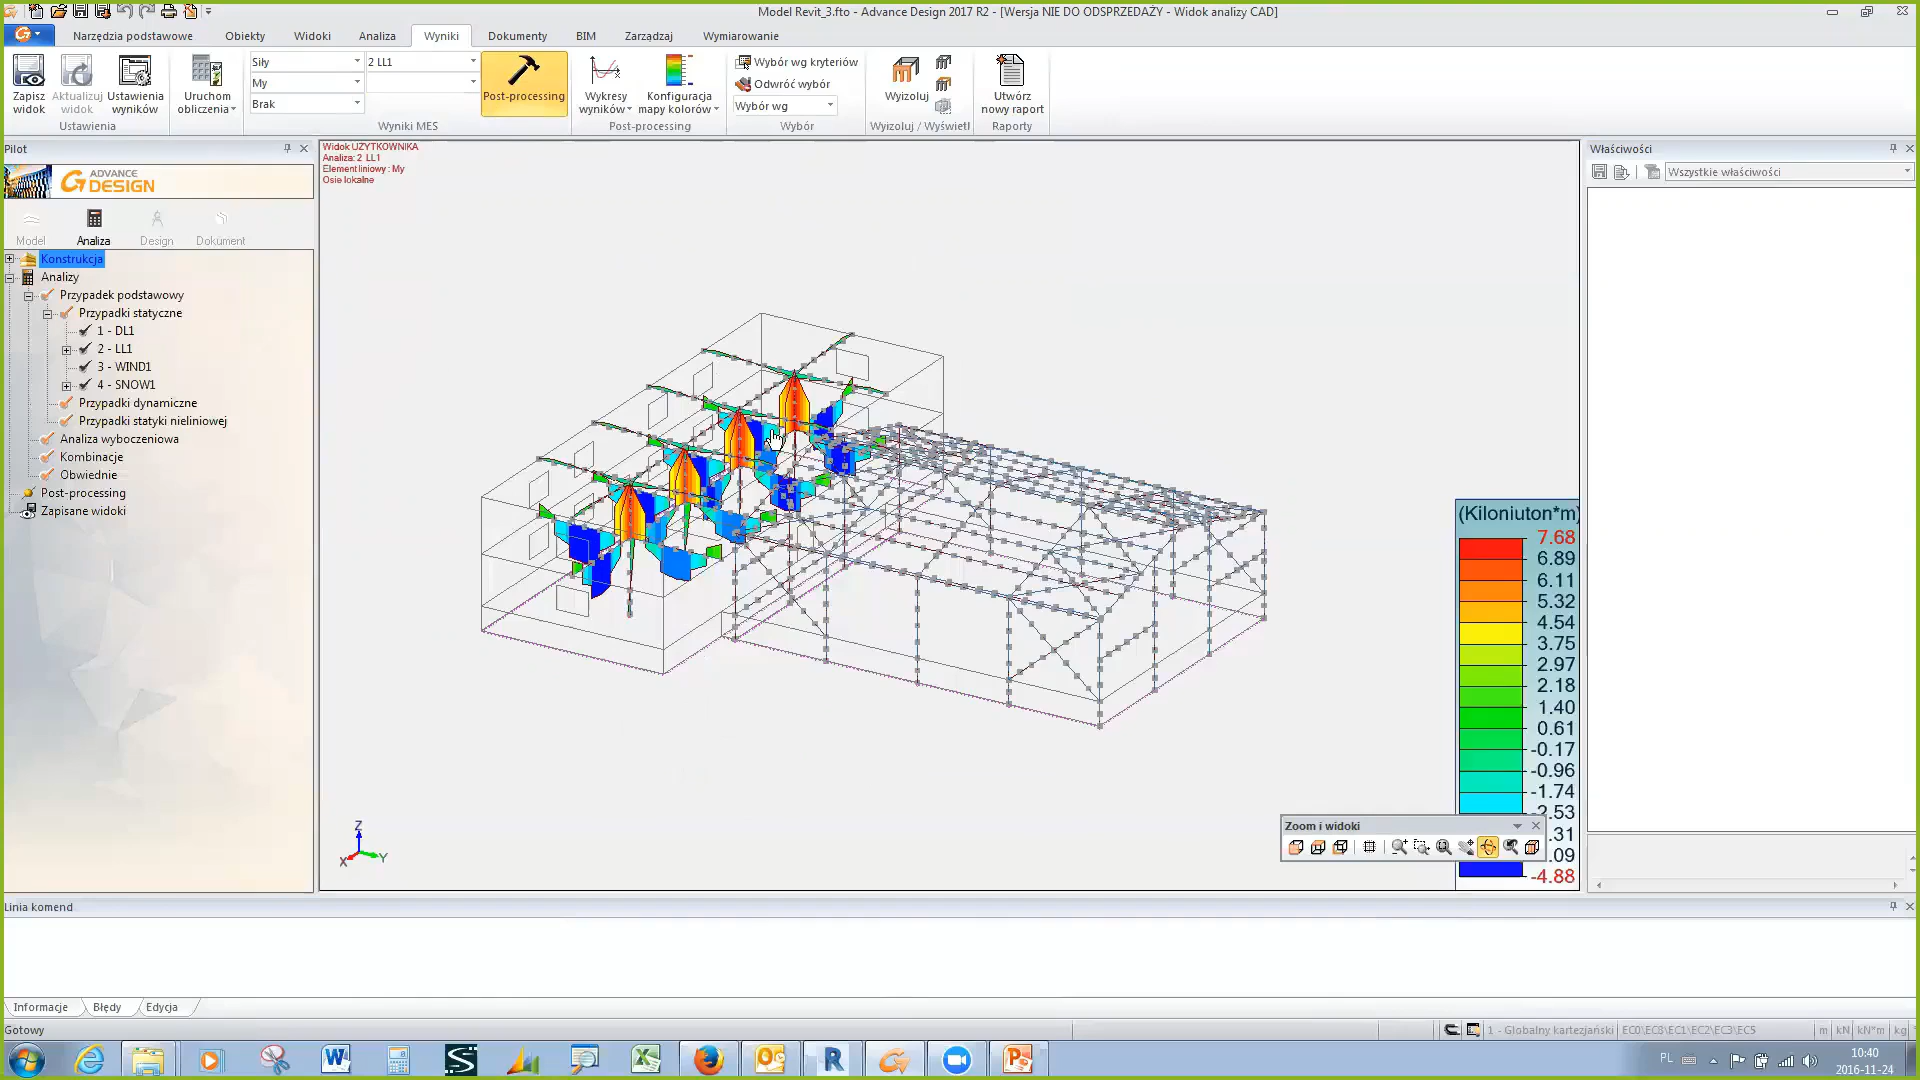 Model Revit_3.fto - Advance Design 2017 R2 - [Wersja NIE DO ODSPRZEDAŻY - Widok analizy CAD]
Narzędzia podstawowe
Obiekty
Widoki
Analiza
Wyniki
Dokumenty
BIM
Zarządzaj
Wymiarowanie
Zapisz widok
Aktualizuj widok
Ustawienia wyników
Ustawienia
Uruchom obliczenia
Siły
2 LL1
My
Brak
Wyniki MES
Post-processing
Wykresy wyników
Konfiguracja mapy kolorów
Post-processing
Wybór wg kryteriów
Odwróć wybór
Wybór wg
Wybór
Wyizoluj
Wyizoluj / Wyświetl
Utwórz nowy raport
Raporty
Pilot
ADVANCE
DESIGN
Model
Analiza
Design
Dokument
Konstrukcja
Analizy
Przypadek podstawowy
Przypadki statyczne
1 - DL1
2 - LL1
3 - WIND1
4 - SNOW1
Przypadki dynamiczne
Przypadki statyki nieliniowej
Analiza wyboczeniowa
Kombinacje
Obwiednie
Post-processing
Zapisane widoki
Widok UŻYTKOWNIKA
Analiza: 2 LL1
Element liniowy : My
Osie lokalne
Z
X
Y
(Kiloniuton*m)
7.68
6.89
6.11
5.32
4.54
3.75
2.97
2.18
1.40
0.61
-0.17
-0.96
-1.74
-2.53
.31
.09
-4.88
Zoom i widoki
Właściwości
Wszystkie właściwości
Linia komend
Informacje
Błędy
Edycja
Gotowy
1 - Globalny kartezjański
EC0\EC8\EC1\EC2\EC3\EC5
m
kN
kN*m
kg
PL
10:40
2016-11-24